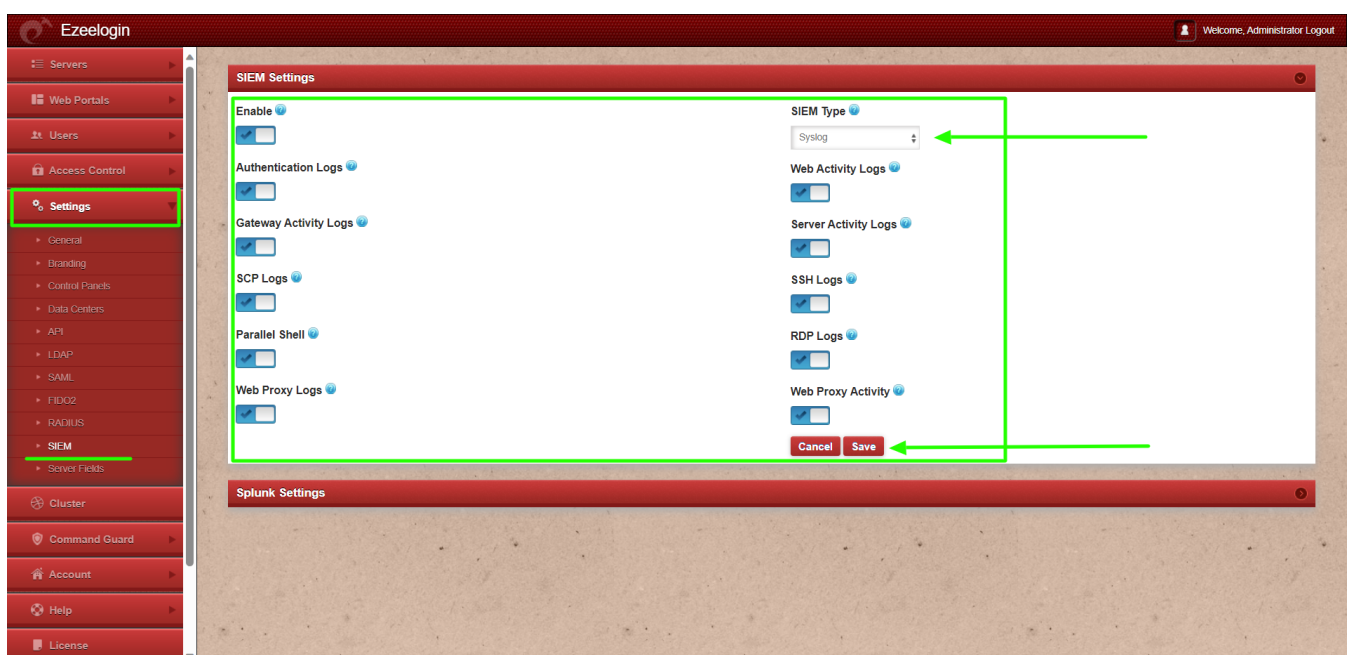 Ezeelogin
Welcome, Administrator Logout
Servers
Web Portals
Users
Access Control
Settings
General
Branding
Control Panels
Data Centers
API
LDAP
SAML
FIDO2
RADIUS
SIEM
Server Fields
Cluster
Command Guard
Account
Help
License
SIEM Settings
Enable
SIEM Type
Syslog
Authentication Logs
Web Activity Logs
Gateway Activity Logs
Server Activity Logs
SCP Logs
SSH Logs
Parallel Shell
RDP Logs
Web Proxy Logs
Web Proxy Activity
Cancel Save
Splunk Settings